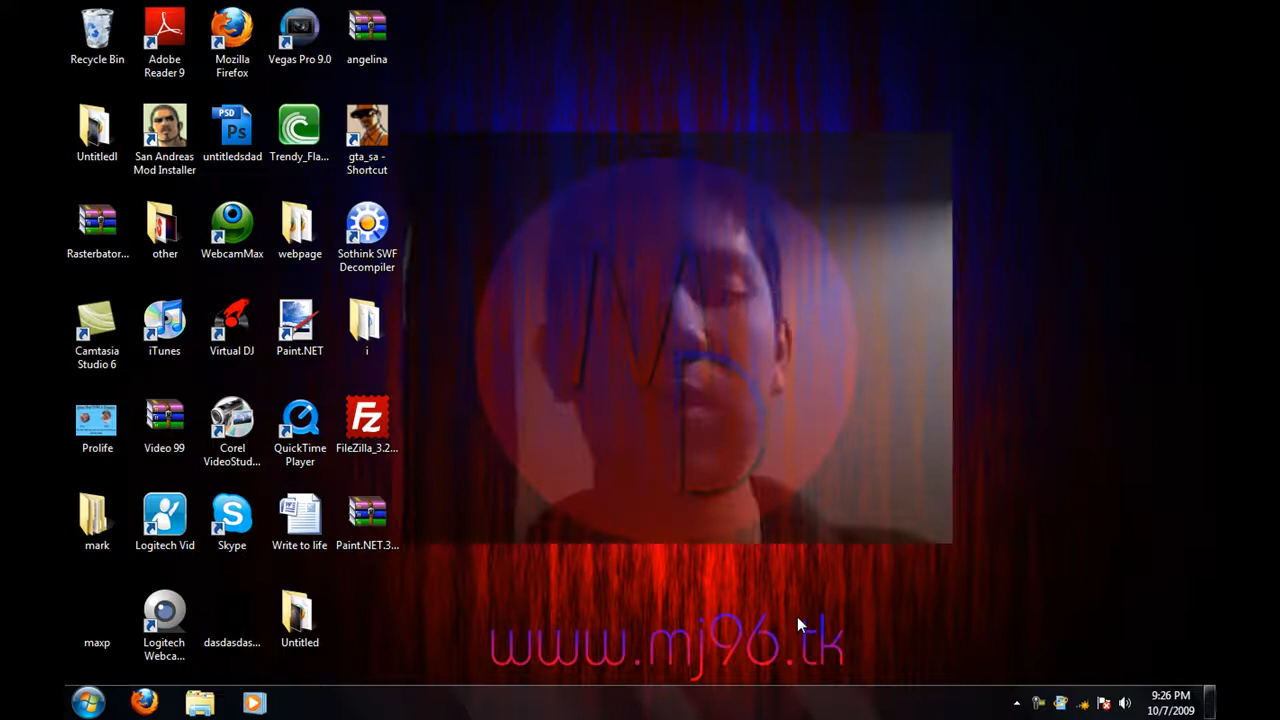 Recycle Bin
Adobe
Reader 9
Mozilla
Firefox
Vegas Pro 9.0
angelina
Untitledl
San Andreas
Mod Installer
PSD
Ps
untitledsdad
Trendy_Fla...
gta_sa -
Shortcut
Rasterbator...
other
WebcamMax
webpage
Sothink SWF
Decompiler
Camtasia
Studio 6
iTunes
Virtual DJ
Paint.NET
i
Prolife
Video 99
Corel
VideoStud...
QuickTime
Player
Fz
FileZilla_3.2...
mark
Logitech Vid
Skype
Write to life
Paint.NET.3...
maxp
Logitech
Webca...
dasdasdas...
Untitled
M
D
www.mj96.tk
9:26 PM
10/7/2009